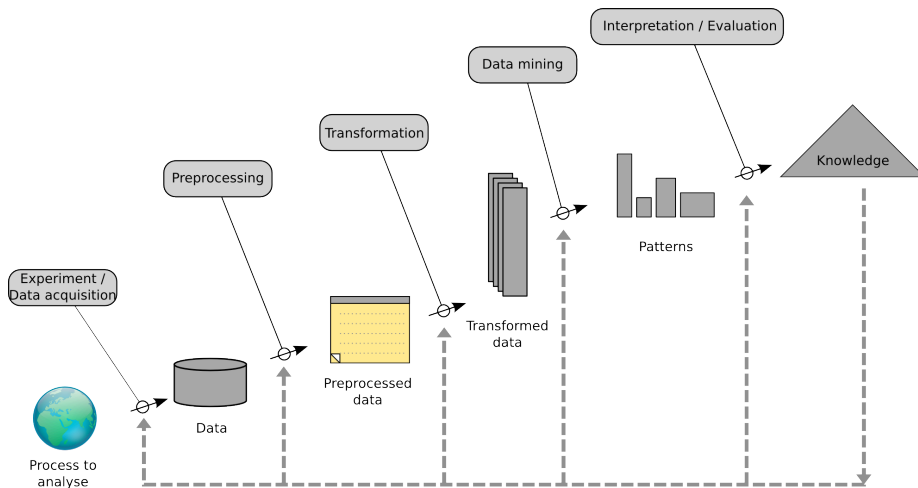 Interpretation / Evaluation
Data mining
Transformation
Knowledge
Preprocessing
Patterns
Experiment /
Data acquisition
Transformed
data
Preprocessed
data
Data
Process to
analyse